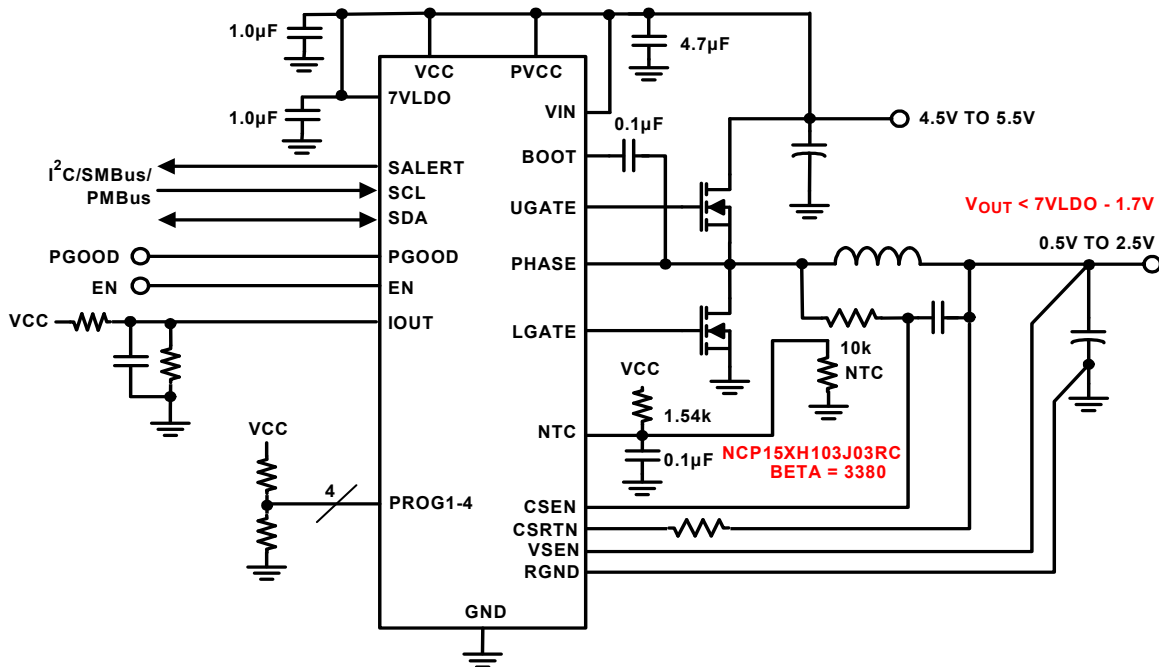 1.0µF
4.7µF
VCC
PVCC
7VLDO
VIN
1.0µF
0.1µF
4.5V TO 5.5V
BOOT
I²C/SMBus/
PMBus
SALERT
SCL
SDA
UGATE
VOUT < 7VLDO - 1.7V
0.5V TO 2.5V
PGOOD
PGOOD
PHASE
EN
EN
VCC
IOUT
LGATE
10k
NTC
VCC
1.54k
NTC
0.1µF
NCP15XH103J03RC
BETA = 3380
VCC
4
PROG1-4
CSEN
CSRTN
VSEN
RGND
GND